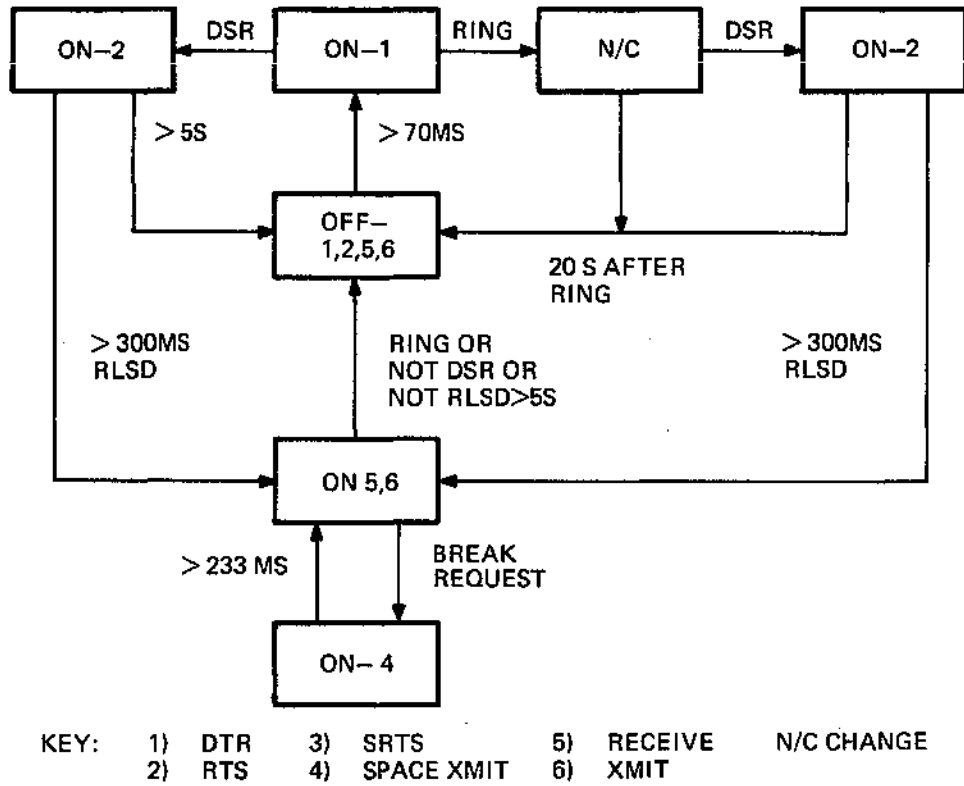 ON-2
DSR
ON-1
RING
N/C
DSR
ON-2
> 5S
> 70MS
OFF-
1,2,5,6
20 S AFTER
RING
> 300MS
RLSD
RING OR
NOT DSR OR
NOT RLSD>5S
> 300MS
RLSD
ON 5,6
> 233 MS
BREAK
REQUEST
ON- 4
KEY: 1) DTR 3) SRTS 5) RECEIVE N/C CHANGE
2) RTS 4) SPACE XMIT 6) XMIT